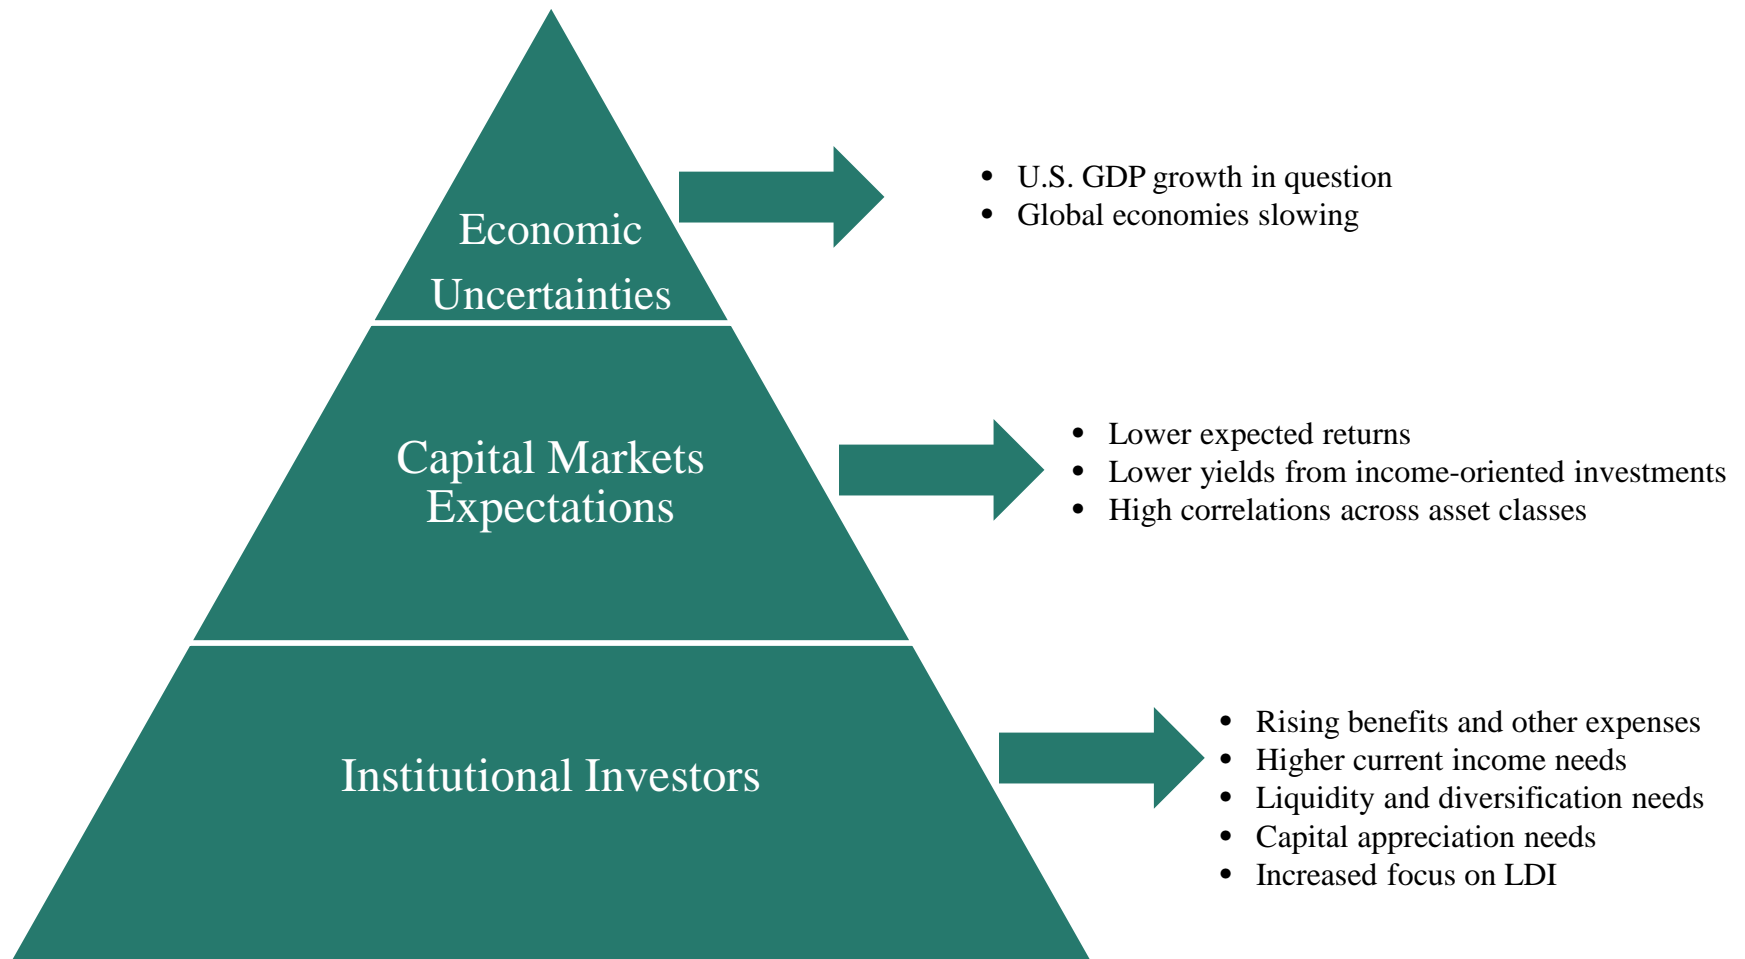 Economic
Uncertainties
• U.S. GDP growth in question
• Global economies slowing
Capital Markets
Expectations
• Lower expected returns
• Lower yields from income-oriented investments
• High correlations across asset classes
Institutional Investors
• Rising benefits and other expenses
• Higher current income needs
• Liquidity and diversification needs
• Capital appreciation needs
• Increased focus on LDI